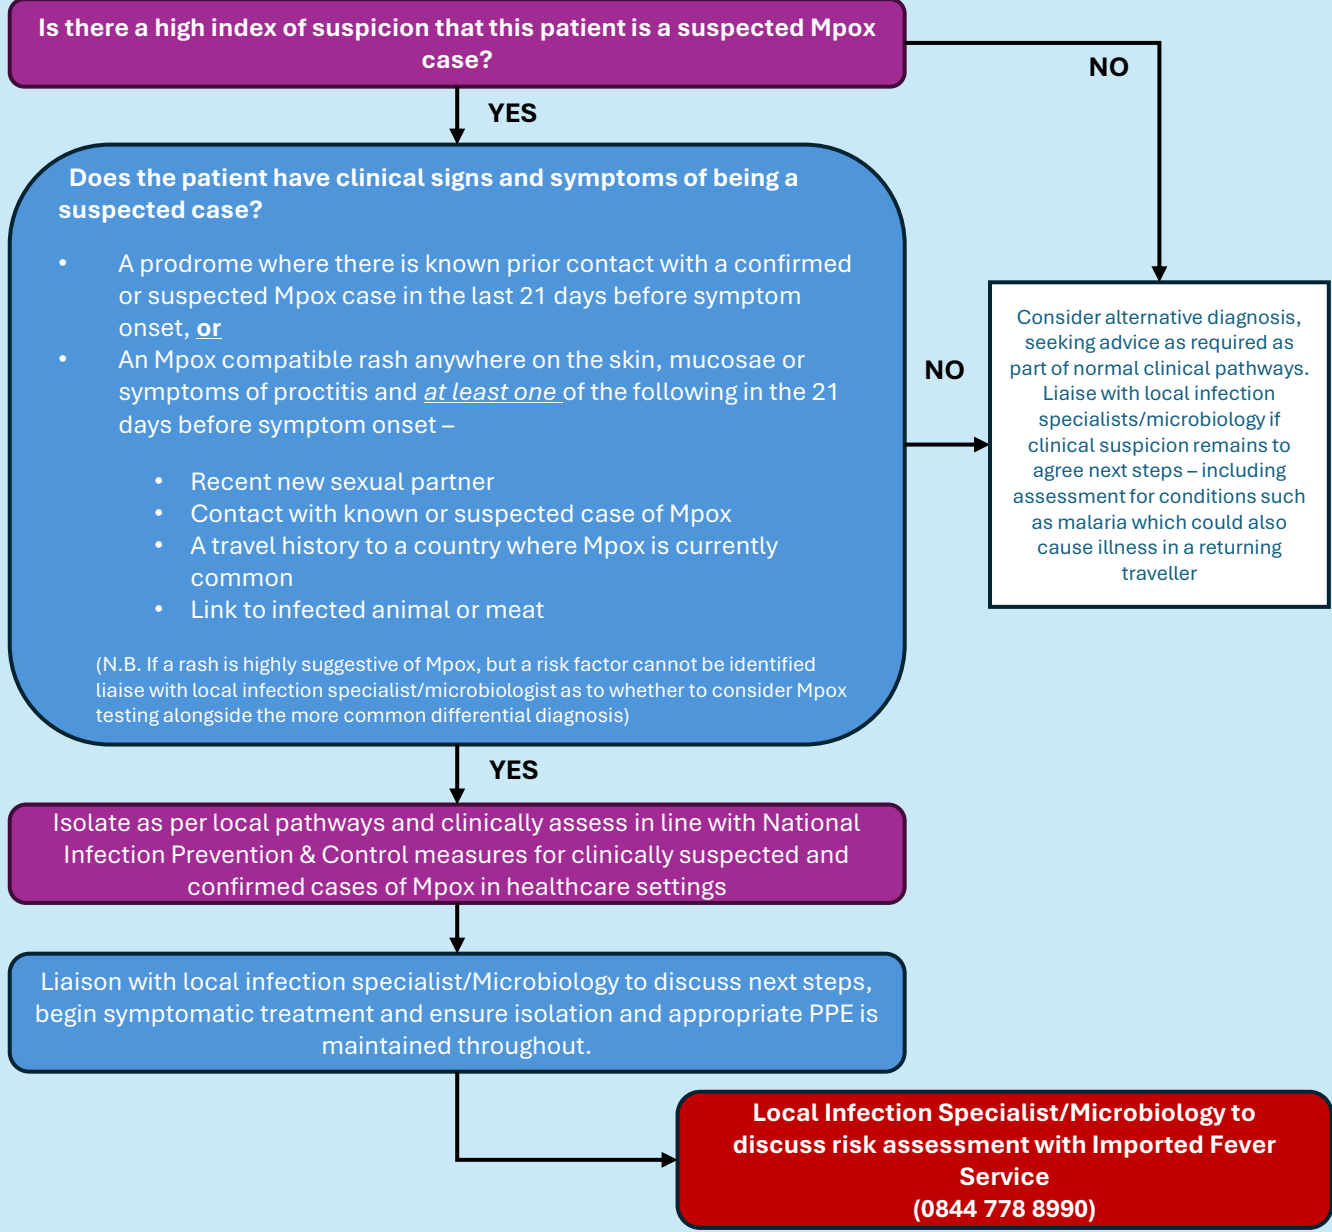 Is there a high index of suspicion that this patient is a suspected Mpox
case?
NO
YES
Does the patient have clinical signs and symptoms of being a
suspected case?
• A prodrome where there is known prior contact with a confirmed
or suspected Mpox case in the last 21 days before symptom
onset, or
• An Mpox compatible rash anywhere on the skin, mucosae or
symptoms of proctitis and at least one of the following in the 21
days before symptom onset –
• Recent new sexual partner
• Contact with known or suspected case of Mpox
• A travel history to a country where Mpox is currently
common
• Link to infected animal or meat
(N.B. If a rash is highly suggestive of Mpox, but a risk factor cannot be identified
liaise with local infection specialist/microbiologist as to whether to consider Mpox
testing alongside the more common differential diagnosis)
NO
Consider alternative diagnosis,
seeking advice as required as
part of normal clinical pathways.
Liaise with local infection
specialists/microbiology if
clinical suspicion remains to
agree next steps – including
assessment for conditions such
as malaria which could also
cause illness in a returning
traveller
YES
Isolate as per local pathways and clinically assess in line with National
Infection Prevention & Control measures for clinically suspected and
confirmed cases of Mpox in healthcare settings
Liaison with local infection specialist/Microbiology to discuss next steps,
begin symptomatic treatment and ensure isolation and appropriate PPE is
maintained throughout.
Local Infection Specialist/Microbiology to
discuss risk assessment with Imported Fever
Service
(0844 778 8990)